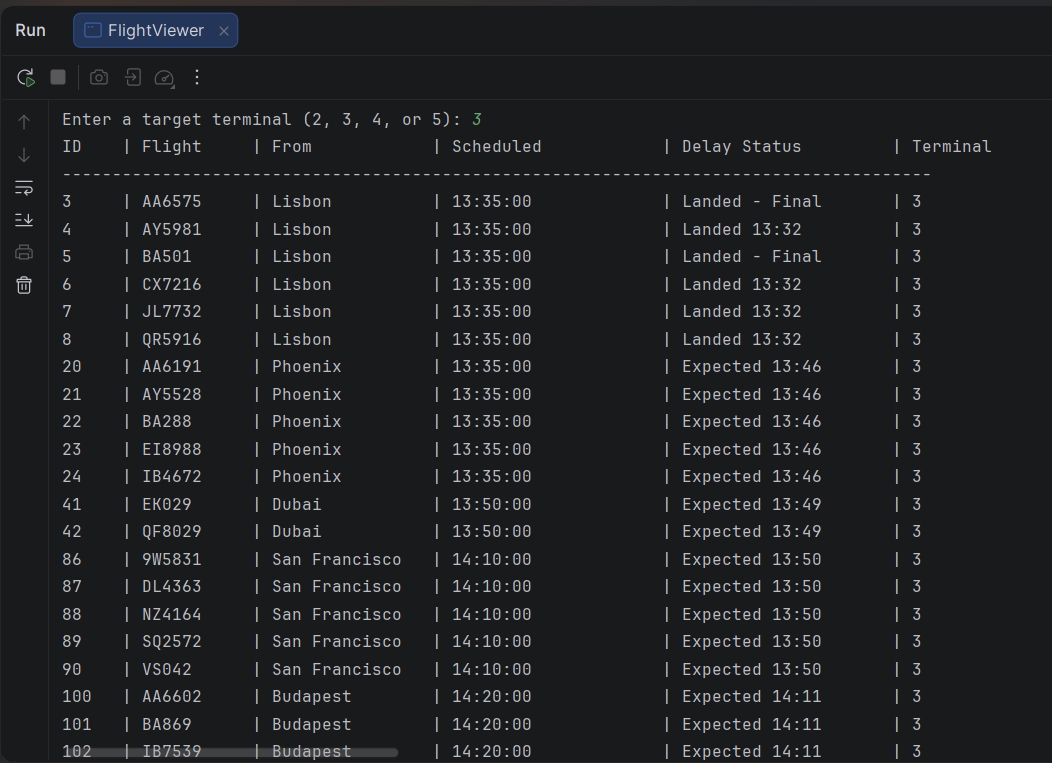 Run FlightViewer
Enter a target terminal (2, 3, 4, or 5): 3
ID | Flight | From | Scheduled | Delay Status | Terminal
---------------------------------------------------------------------------------------
3 | AA6575 | Lisbon | 13:35:00 | Landed - Final | 3
4 | AY5981 | Lisbon | 13:35:00 | Landed 13:32 | 3
5 | BA501 | Lisbon | 13:35:00 | Landed - Final | 3
6 | CX7216 | Lisbon | 13:35:00 | Landed 13:32 | 3
7 | JL7732 | Lisbon | 13:35:00 | Landed 13:32 | 3
8 | QR5916 | Lisbon | 13:35:00 | Landed 13:32 | 3
20 | AA6191 | Phoenix | 13:35:00 | Expected 13:46 | 3
21 | AY5528 | Phoenix | 13:35:00 | Expected 13:46 | 3
22 | BA288 | Phoenix | 13:35:00 | Expected 13:46 | 3
23 | EI8988 | Phoenix | 13:35:00 | Expected 13:46 | 3
24 | IB4672 | Phoenix | 13:35:00 | Expected 13:46 | 3
41 | EK029 | Dubai | 13:50:00 | Expected 13:49 | 3
42 | QF8029 | Dubai | 13:50:00 | Expected 13:49 | 3
86 | 9W5831 | San Francisco | 14:10:00 | Expected 13:50 | 3
87 | DL4363 | San Francisco | 14:10:00 | Expected 13:50 | 3
88 | NZ4164 | San Francisco | 14:10:00 | Expected 13:50 | 3
89 | SQ2572 | San Francisco | 14:10:00 | Expected 13:50 | 3
90 | VS042 | San Francisco | 14:10:00 | Expected 13:50 | 3
100 | AA6602 | Budapest | 14:20:00 | Expected 14:11 | 3
101 | BA869 | Budapest | 14:20:00 | Expected 14:11 | 3
102 | IB7539 | Budapest | 14:20:00 | Expected 14:11 | 3